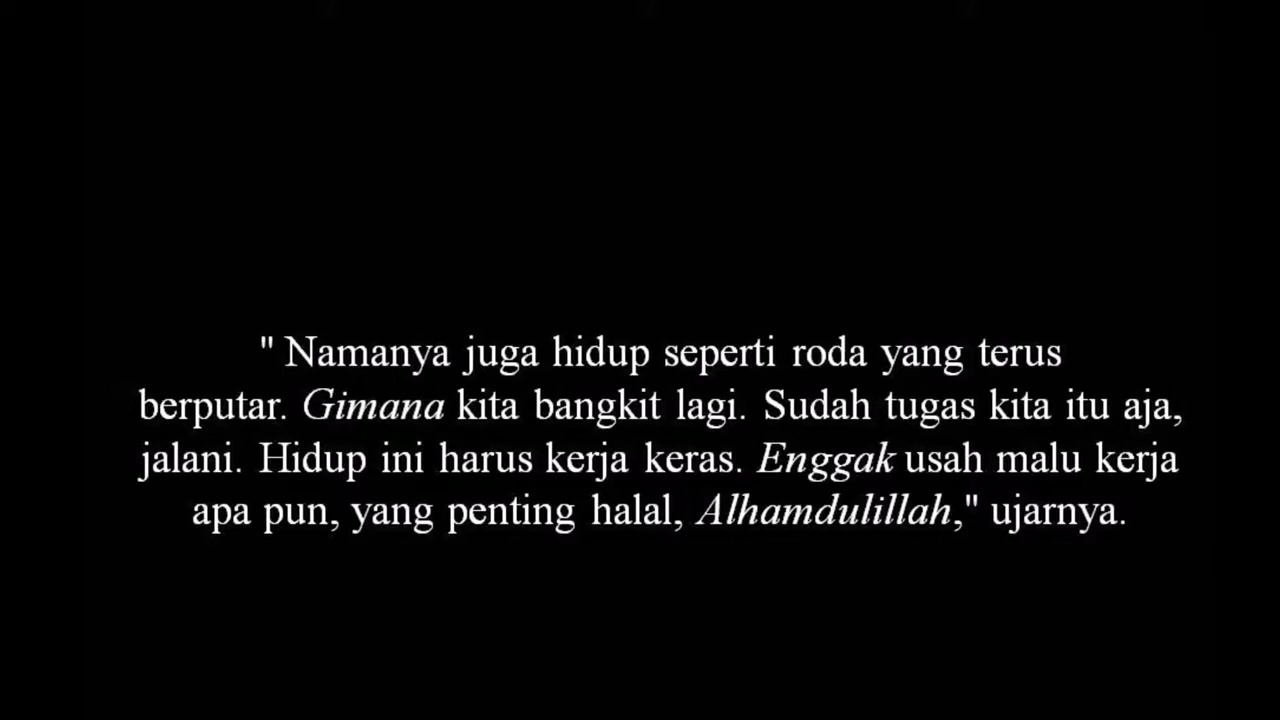 " Namanya juga hidup seperti roda yang terus
berputar. Gimana kita bangkit lagi. Sudah tugas kita itu aja,
jalani. Hidup ini harus kerja keras. Enggak usah malu kerja
apa pun, yang penting halal, Alhamdulillah," ujarnya.